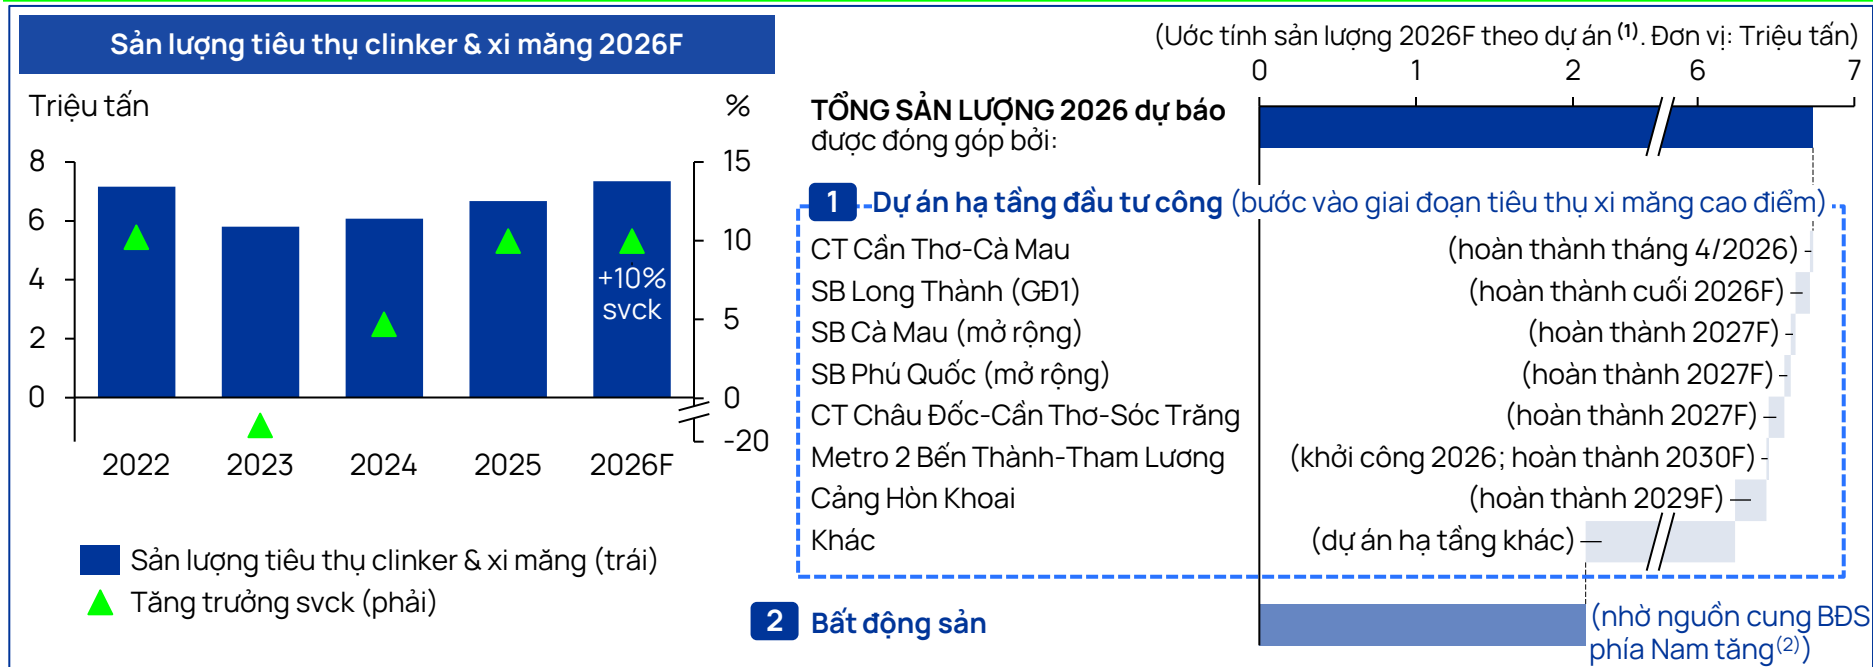 Sản lượng tiêu thụ clinker & xi măng 2026F
Triệu tấn
%
8
6
4
2
0
15
10
5
0
-20
+10%
svck
2022
2023
2024
2025
2026F
Sản lượng tiêu thụ clinker & xi măng (trái)
Tăng trưởng svck (phải)
(Ước tính sản lượng 2026F theo dự án (1). Đơn vị: Triệu tấn)
0 1 2 6 7
TỔNG SẢN LƯỢNG 2026 dự báo
được đóng góp bởi:
1 Dự án hạ tầng đầu tư công (bước vào giai đoạn tiêu thụ xi măng cao điểm)
CT Cần Thơ-Cà Mau (hoàn thành tháng 4/2026)
SB Long Thành (GĐ1) (hoàn thành cuối 2026F)
SB Cà Mau (mở rộng) (hoàn thành 2027F)
SB Phú Quốc (mở rộng) (hoàn thành 2027F)
CT Châu Đốc-Cần Thơ-Sóc Trăng (hoàn thành 2027F)
Metro 2 Bến Thành-Tham Lương (khởi công 2026; hoàn thành 2030F)
Cảng Hòn Khoai (hoàn thành 2029F)
Khác (dự án hạ tầng khác)
2 Bất động sản (nhờ nguồn cung BĐS
phía Nam tăng(2))